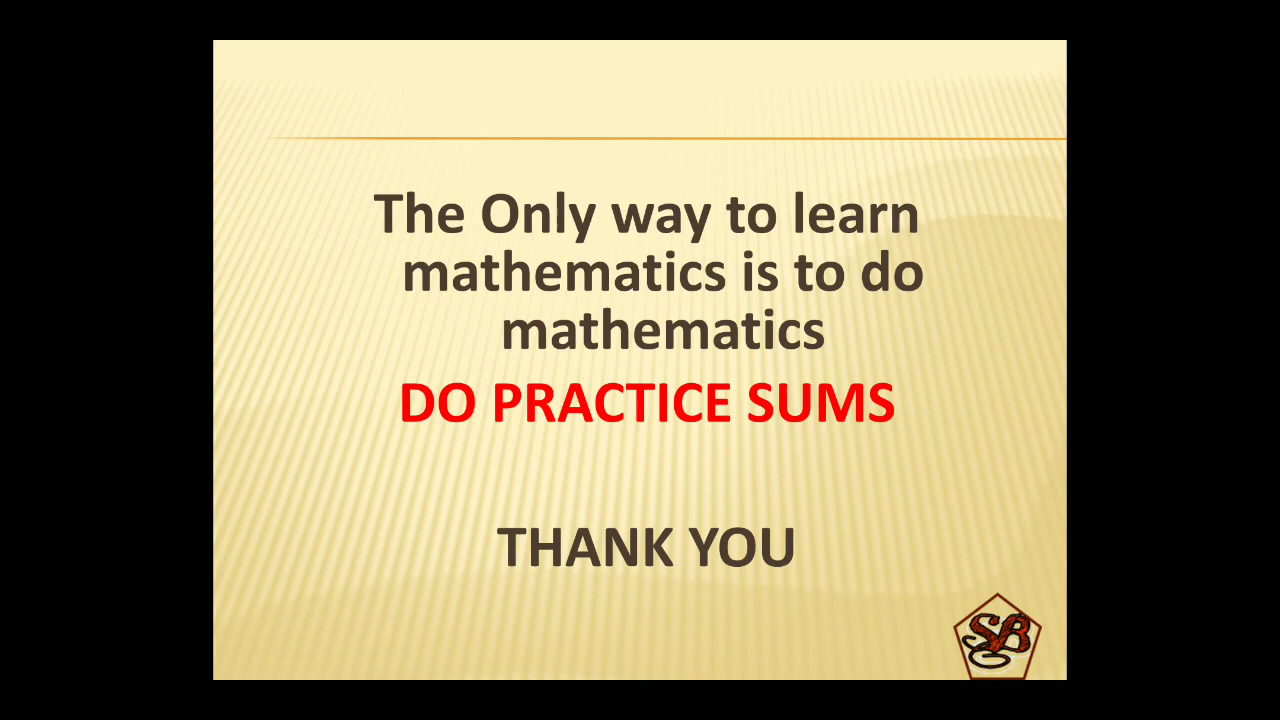 The Only way to learn
mathematics is to do
mathematics
DO PRACTICE SUMS
THANK YOU
SB